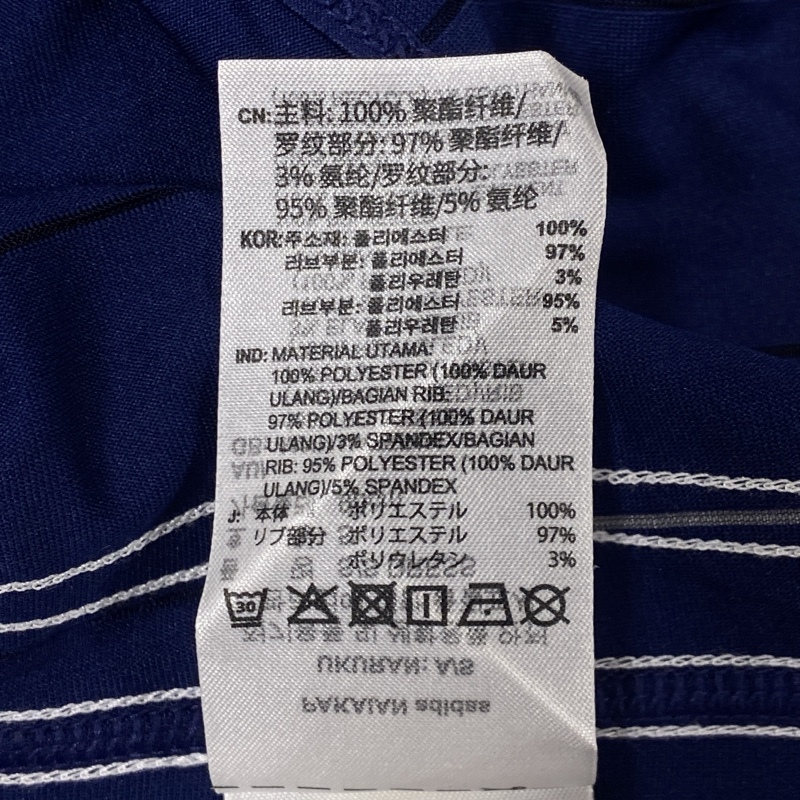 CN: 主料: 100% 聚酯纤维/
罗纹部分: 97% 聚酯纤维/
3% 氨纶/罗纹部分:
95% 聚酯纤维/5% 氨纶
KOR: 주소재: 폴리에스터 100%
리브부분: 폴리에스터 97%
폴리우레탄 3%
리브부분: 폴리에스터 95%
폴리우레탄 5%
IND: MATERIAL UTAMA:
100% POLYESTER (100% DAUR
ULANG)/BAGIAN RIB:
97% POLYESTER (100% DAUR
ULANG)/3% SPANDEX/BAGIAN
RIB: 95% POLYESTER (100% DAUR
ULANG)/5% SPANDEX
J: 本体 ポリエステル 100%
リブ部分 ポリエステル 97%
ポリウレタン 3%
30
UKURAN: A/S
PAKAIAN adidas